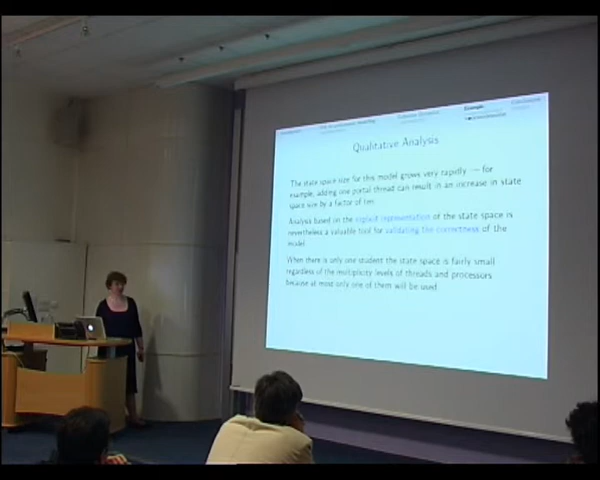 Example
Qualitative Analysis
The state space size for this model grows very rapidly — for
example, adding one portal thread can result in an increase in state
space size by a factor of ten.
Analysis based on the explicit representation of the state space is
nevertheless a valuable tool for validating the correctness of the
model.
When there is only one student the state space is fairly small
regardless of the multiplicity levels of threads and processors
because at most only one of them will be used